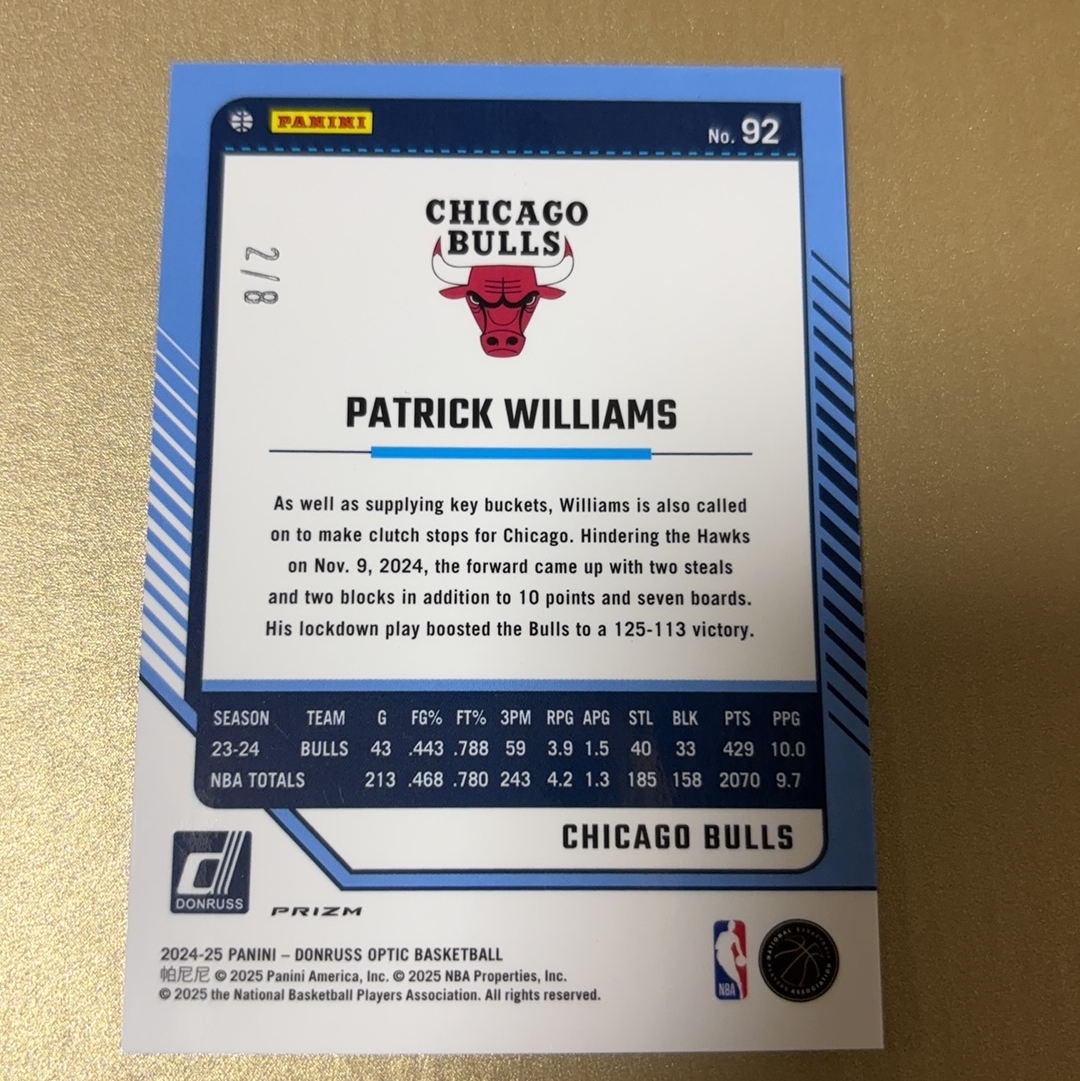 PANINI
No. 92
CHICAGO
BULLS
2/8
PATRICK WILLIAMS
As well as supplying key buckets, Williams is also called
on to make clutch stops for Chicago. Hindering the Hawks
on Nov. 9, 2024, the forward came up with two steals
and two blocks in addition to 10 points and seven boards.
His lockdown play boosted the Bulls to a 125-113 victory.
SEASON TEAM G FG% FT% 3PM RPG APG STL BLK PTS PPG
23-24 BULLS 43 .443 .788 59 3.9 1.5 40 33 429 10.0
NBA TOTALS 213 .468 .780 243 4.2 1.3 185 158 2070 9.7
CHICAGO BULLS
DONRUSS
PRIZM
2024-25 PANINI – DONRUSS OPTIC BASKETBALL
帕尼尼 © 2025 Panini America, Inc. © 2025 NBA Properties, Inc.
© 2025 the National Basketball Players Association. All rights reserved.
NBA
NATIONAL BASKETBALL PLAYERS ASSOCIATION